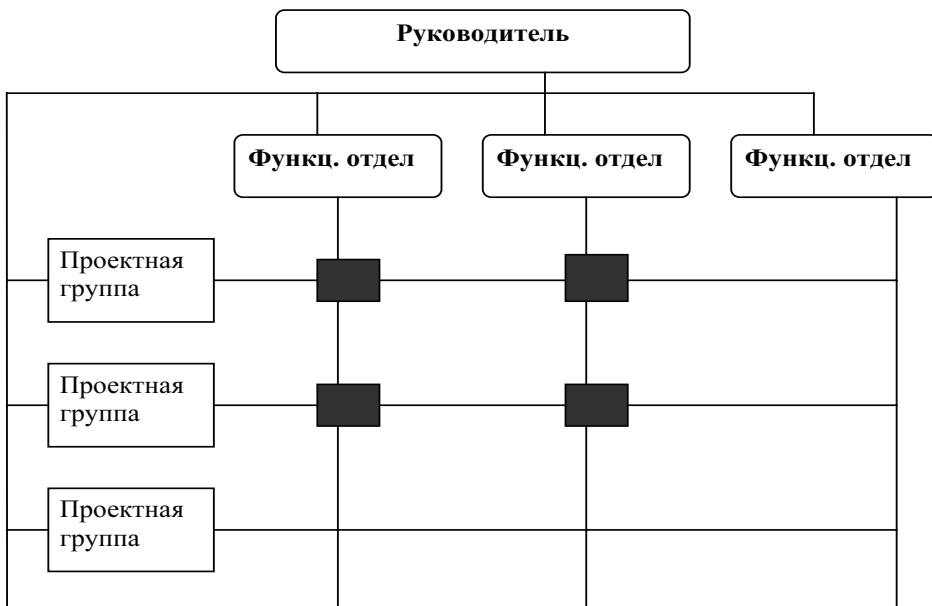 Руководитель
Функц. отдел
Функц. отдел
Функц. отдел
Проектная
группа
Проектная
группа
Проектная
группа